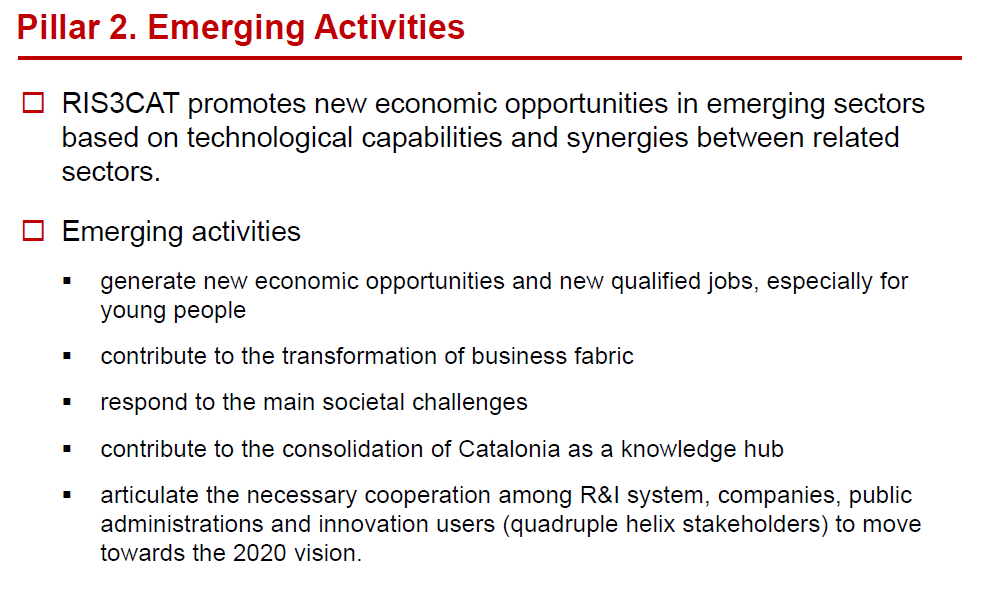 Pillar 2. Emerging Activities
RIS3CAT promotes new economic opportunities in emerging sectors
based on technological capabilities and synergies between related
sectors.
Emerging activities
generate new economic opportunities and new qualified jobs, especially for
young people
contribute to the transformation of business fabric
respond to the main societal challenges
contribute to the consolidation of Catalonia as a knowledge hub
articulate the necessary cooperation among R&I system, companies, public
administrations and innovation users (quadruple helix stakeholders) to move
towards the 2020 vision.